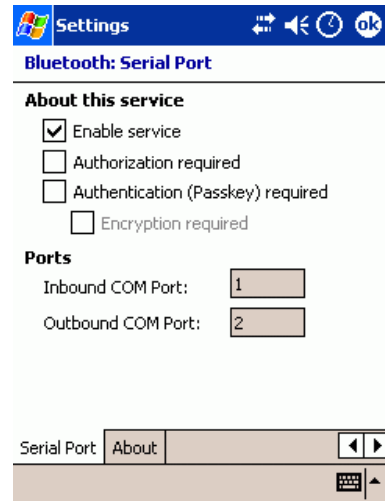 Settings ok
Bluetooth: Serial Port
About this service
Enable service
Authorization required
Authentication (Passkey) required
Encryption required
Ports
Inbound COM Port: 1
Outbound COM Port: 2
Serial Port About